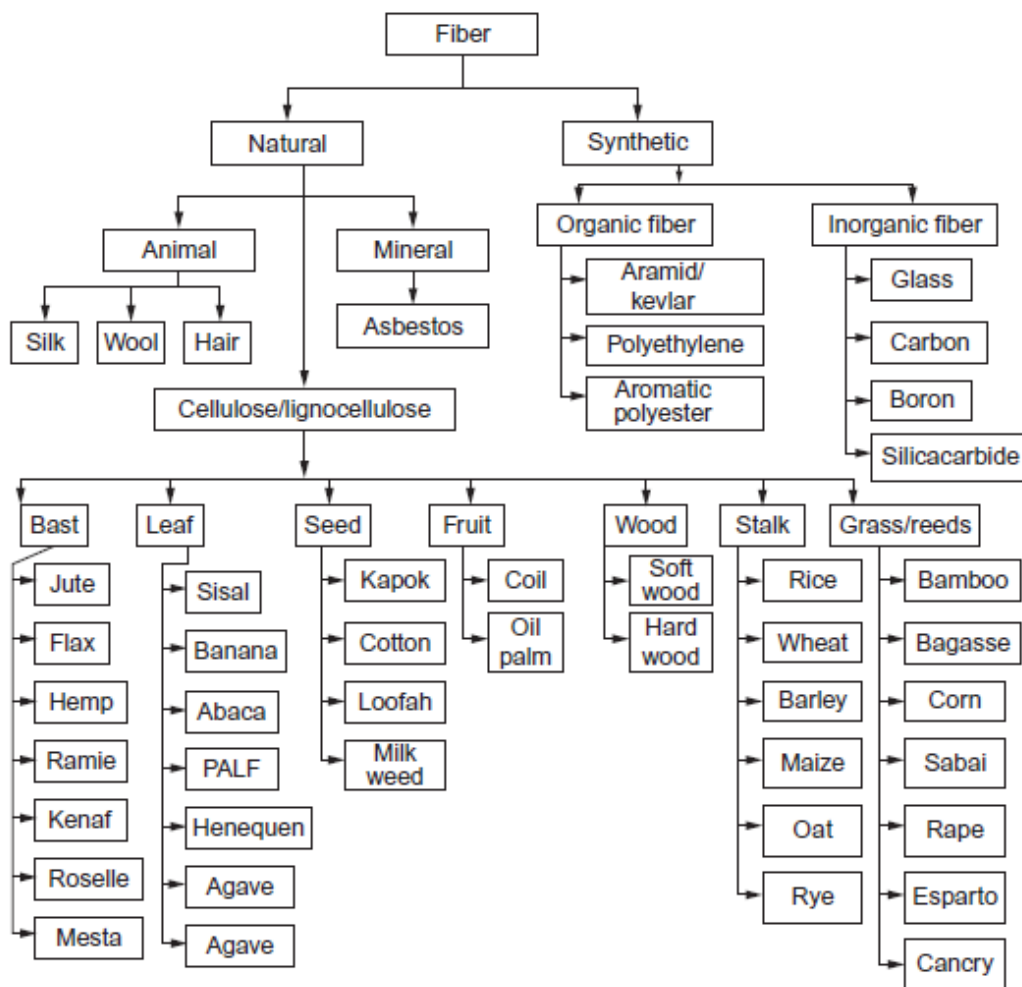 Fiber
Natural
Synthetic
Animal
Mineral
Organic fiber
Inorganic fiber
Silk
Wool
Hair
Asbestos
Aramid/
kevlar
Polyethylene
Aromatic
polyester
Glass
Carbon
Boron
Silicacarbide
Cellulose/lignocellulose
Bast
Leaf
Seed
Fruit
Wood
Stalk
Grass/reeds
Jute
Flax
Hemp
Ramie
Kenaf
Roselle
Mesta
Sisal
Banana
Abaca
PALF
Henequen
Agave
Agave
Kapok
Cotton
Loofah
Milk
weed
Coil
Oil
palm
Soft
wood
Hard
wood
Rice
Wheat
Barley
Maize
Oat
Rye
Bamboo
Bagasse
Corn
Sabai
Rape
Esparto
Cancry